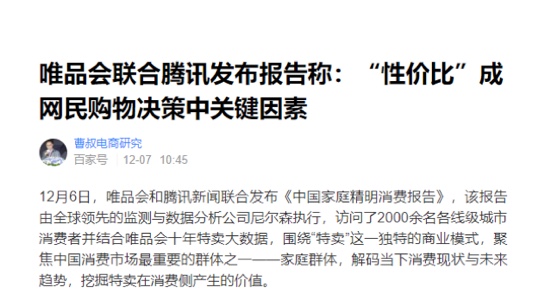 唯品会联合腾讯发布报告称：“性价比”成
网民购物决策中关键因素
曹叔电商研究
百家号 12-07 10:45
12月6日，唯品会和腾讯新闻联合发布《中国家庭精明消费报告》，该报告
由全球领先的监测与数据分析公司尼尔森执行，访问了2000余名各线级城市
消费者并结合唯品会十年特卖大数据，围绕“特卖”这一独特的商业模式，聚
焦中国消费市场最重要的群体之一——家庭群体，解码当下消费现状与未来
趋势，挖掘特卖在消费侧产生的价值。